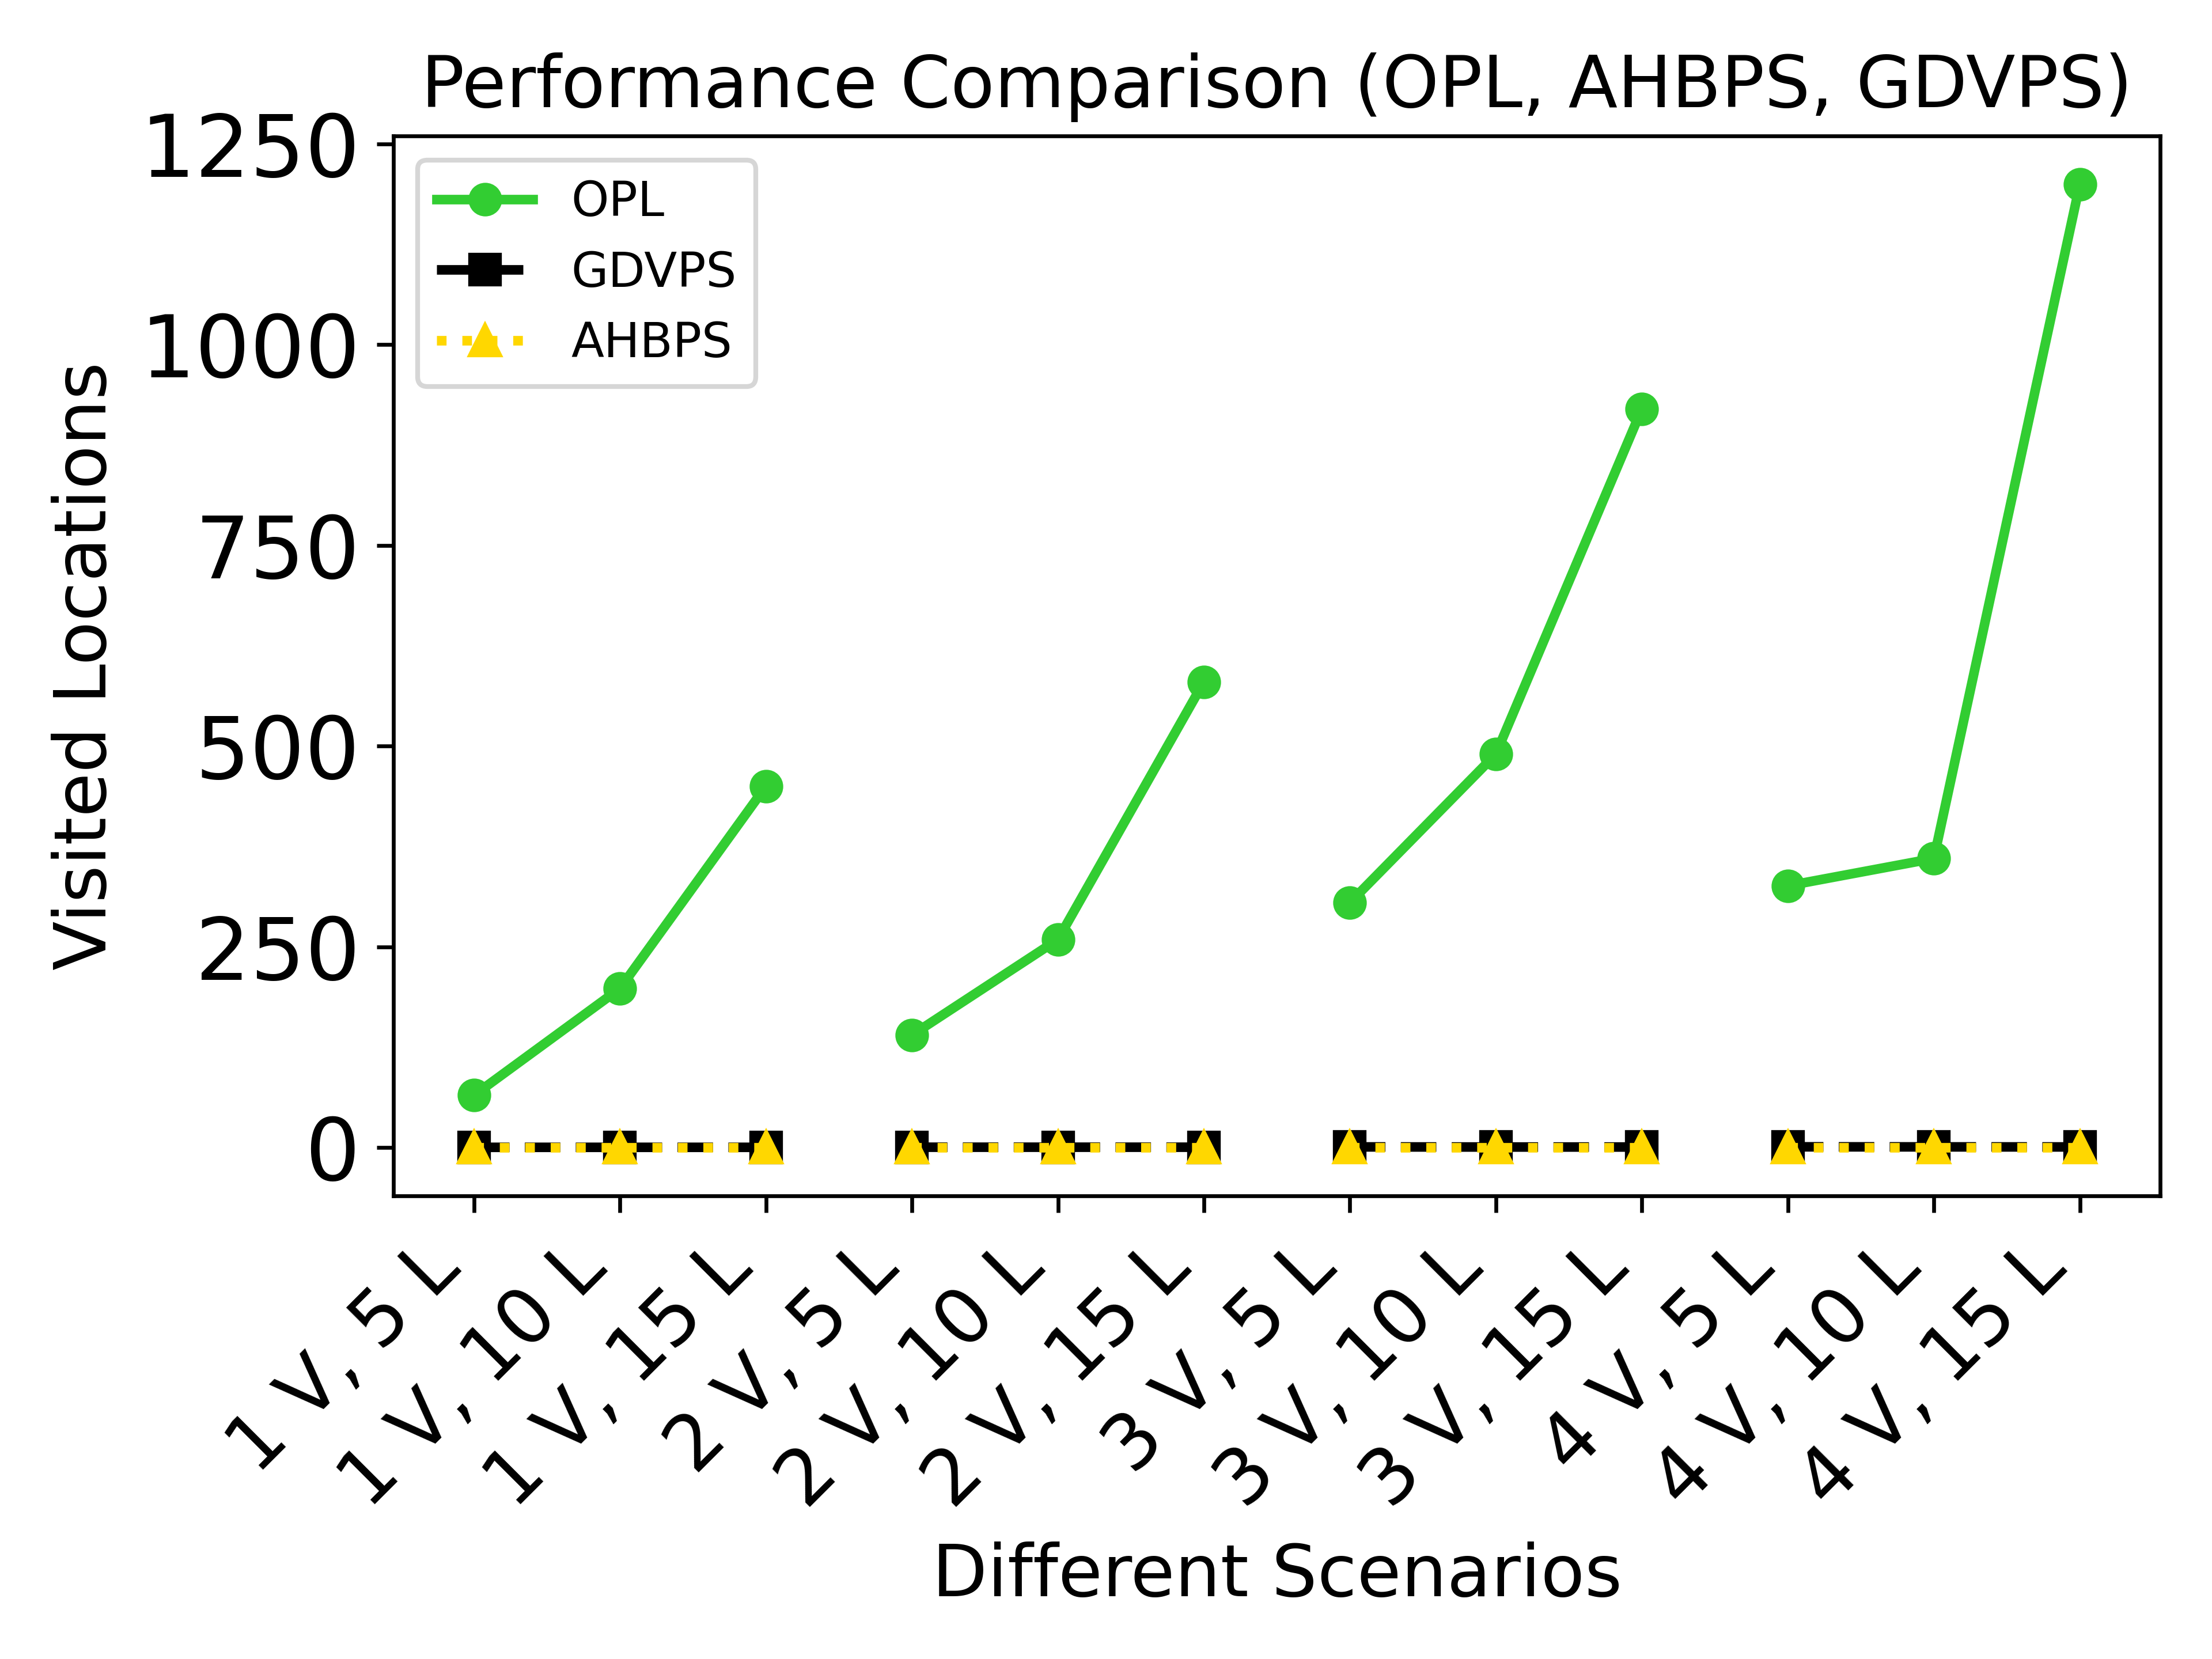 Performance Comparison (OPL, AHBPS, GDVPS)
OPL
GDVPS
AHBPS
Visited Locations
1250
1000
750
500
250
0
1 V, 5 L
1 V, 10 L
1 V, 15 L
2 V, 5 L
2 V, 10 L
2 V, 15 L
3 V, 5 L
3 V, 10 L
3 V, 15 L
4 V, 5 L
4 V, 10 L
4 V, 15 L
Different Scenarios